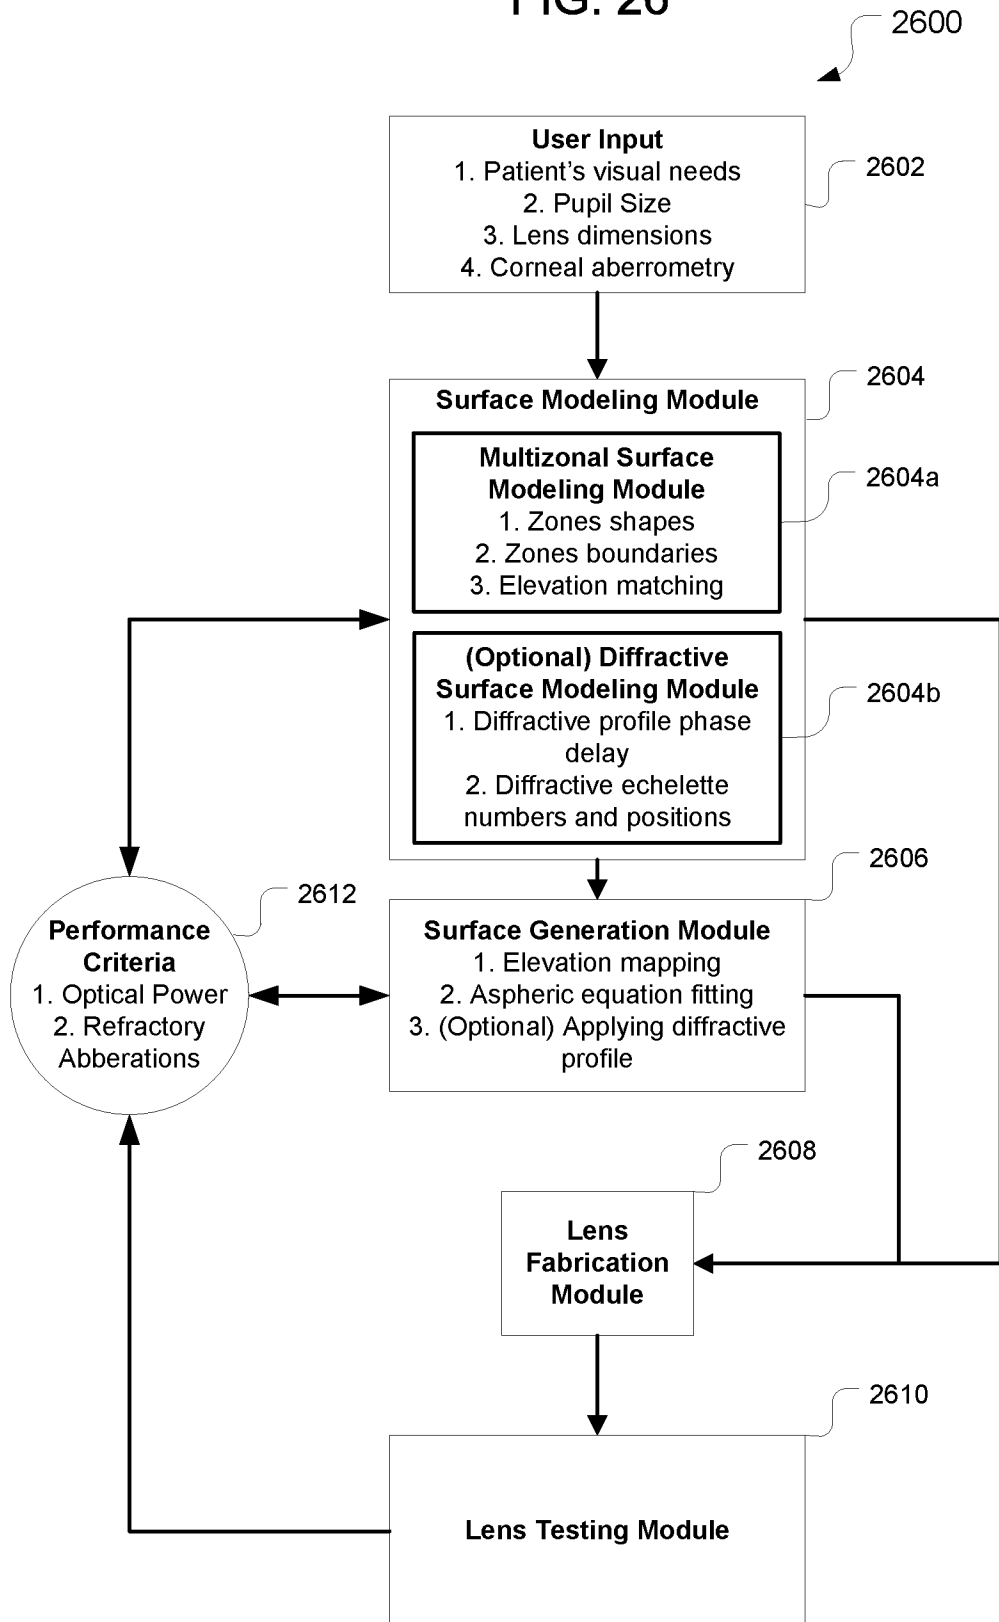 FIG. 26
2600
User Input
1. Patient's visual needs
2. Pupil Size
3. Lens dimensions
4. Corneal aberrometry
2602
2604
Surface Modeling Module
Multizonal Surface
Modeling Module
1. Zones shapes
2. Zones boundaries
3. Elevation matching
2604a
(Optional) Diffractive
Surface Modeling Module
1. Diffractive profile phase
delay
2. Diffractive echelette
numbers and positions
2604b
2606
Surface Generation Module
1. Elevation mapping
2. Aspheric equation fitting
3. (Optional) Applying diffractive
profile
2612
Performance
Criteria
1. Optical Power
2. Refractory
Abberations
2608
Lens
Fabrication
Module
2610
Lens Testing Module